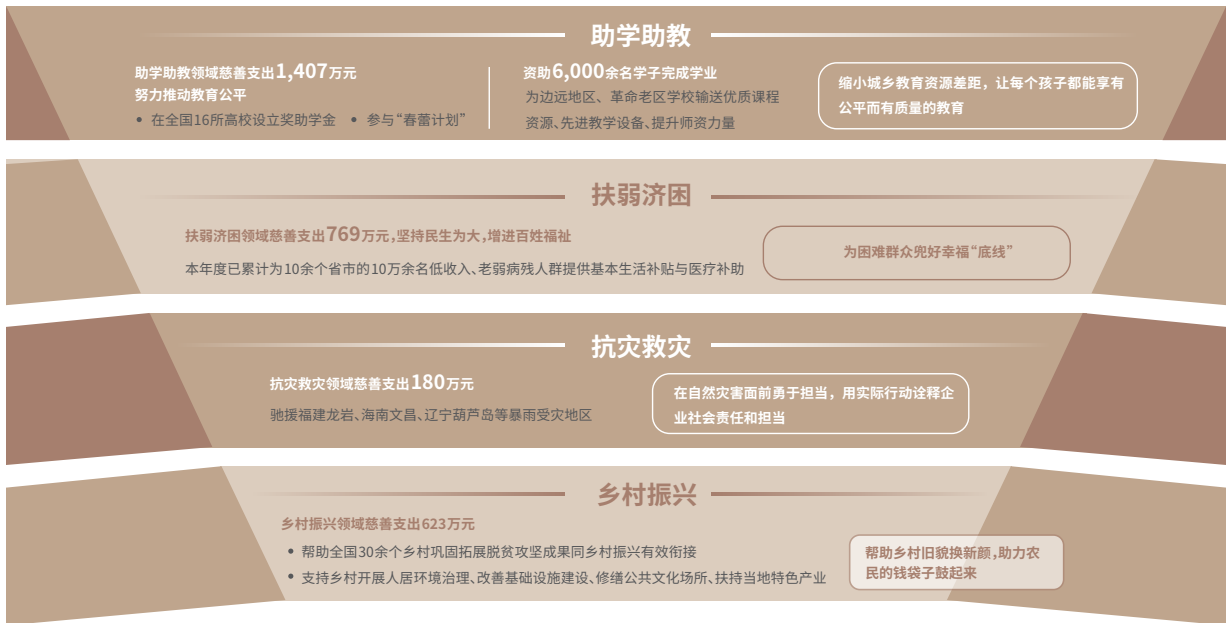 助学助教
助学助教领域慈善支出1,407万元
努力推动教育公平
• 在全国16所高校设立奖助学金 • 参与“春蕾计划”
资助6,000余名学子完成学业
为边远地区、革命老区学校输送优质课程
资源、先进教学设备、提升师资力量
缩小城乡教育资源差距，让每个孩子都能享有
公平而有质量的教育
扶弱济困
扶弱济困领域慈善支出769万元,坚持民生为大,增进百姓福祉
本年度已累计为10余个省市的10万余名低收入、老弱病残人群提供基本生活补贴与医疗补助
为困难群众兜好幸福“底线”
抗灾救灾
抗灾救灾领域慈善支出180万元
驰援福建龙岩、海南文昌、辽宁葫芦岛等暴雨受灾地区
在自然灾害面前勇于担当，用实际行动诠释企
业社会责任和担当
乡村振兴
乡村振兴领域慈善支出623万元
• 帮助全国30余个乡村巩固拓展脱贫攻坚成果同乡村振兴有效衔接
• 支持乡村开展人居环境治理、改善基础设施建设、修缮公共文化场所、扶持当地特色产业
帮助乡村旧貌换新颜,助力农
民的钱袋子鼓起来